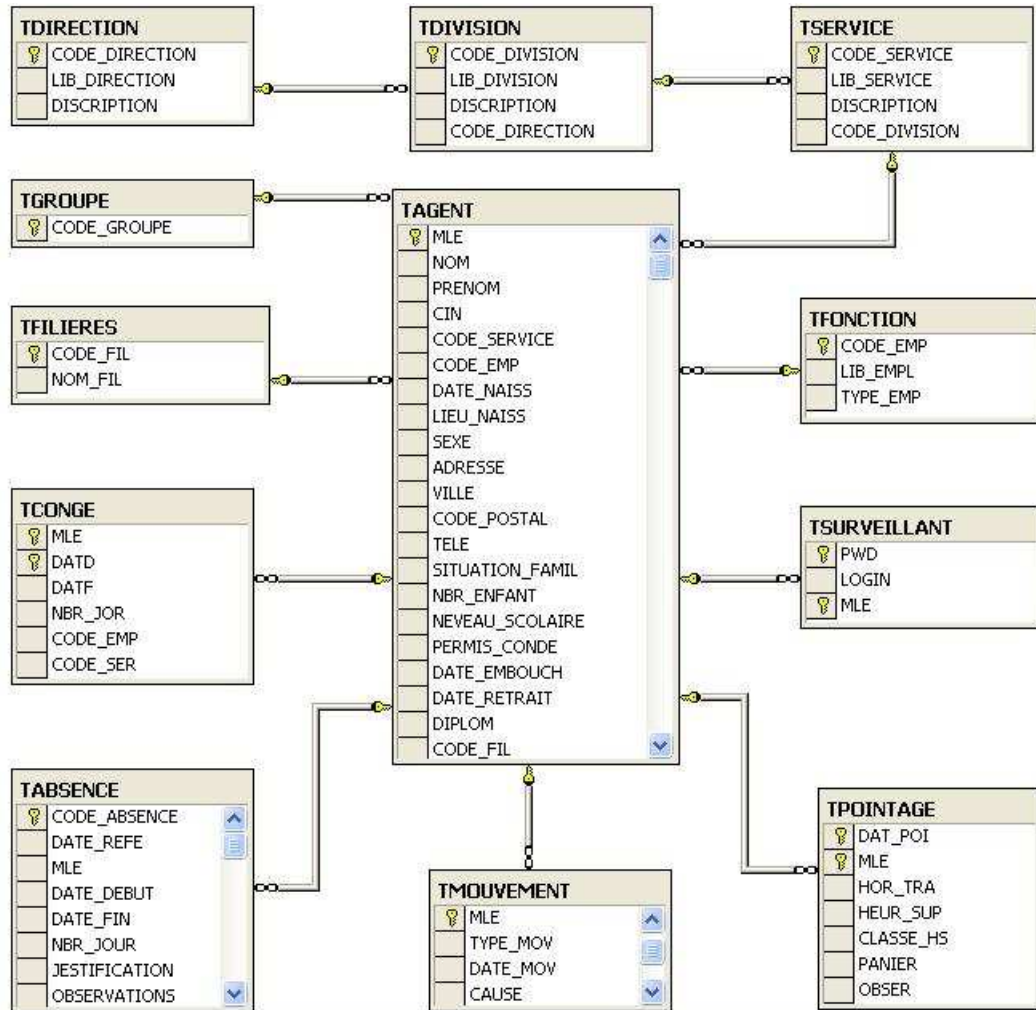 TDIRECTION
CODE_DIRECTION
LIB_DIRECTION
DISCRIPTION
TDIVISION
CODE_DIVISION
LIB_DIVISION
DISCRIPTION
CODE_DIRECTION
TSERVICE
CODE_SERVICE
LIB_SERVICE
DISCRIPTION
CODE_DIVISION
TGROUPE
CODE_GROUPE
TAGENT
MLE
NOM
PRENOM
CIN
CODE_SERVICE
CODE_EMP
DATE_NAISS
LIEU_NAISS
SEXE
ADRESSE
VILLE
CODE_POSTAL
TELE
SITUATION_FAMIL
NBR_ENFANT
NEVEAU_SCOLAIRE
PERMIS_CONDE
DATE_EMBOUCH
DATE_RETRAIT
DIPLOM
CODE_FIL
TFILIERES
CODE_FIL
NOM_FIL
TFONCTION
CODE_EMP
LIB_EMPL
TYPE_EMP
TCONGE
MLE
DATD
DATF
NBR_JOR
CODE_EMP
CODE_SER
TSURVEILLANT
PWD
LOGIN
MLE
TABSENCE
CODE_ABSENCE
DATE_REFE
MLE
DATE_DEBUT
DATE_FIN
NBR_JOUR
JESTIFICATION
OBSERVATIONS
TMOUVEMENT
MLE
TYPE_MOV
DATE_MOV
CAUSE
TPOINTAGE
DAT_POI
MLE
HOR_TRA
HEUR_SUP
CLASSE_HS
PANIER
OBSER